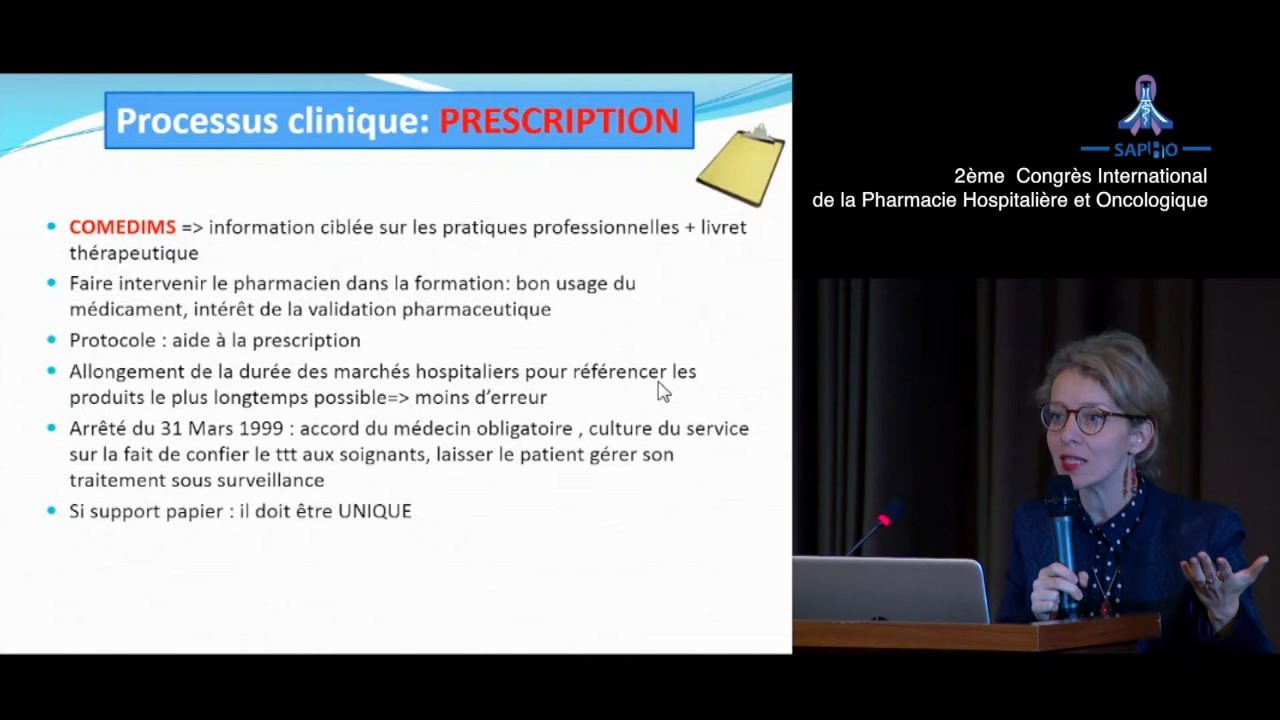 Processus clinique: PRESCRIPTION
• COMEDIMS => information ciblée sur les pratiques professionnelles + livret
thérapeutique
• Faire intervenir le pharmacien dans la formation: bon usage du
médicament, intérêt de la validation pharmaceutique
• Protocole : aide à la prescription
• Allongement de la durée des marchés hospitaliers pour référencer les
produits le plus longtemps possible=> moins d’erreur
• Arrêté du 31 Mars 1999 : accord du médecin obligatoire , culture du service
sur la fait de confier le ttt aux soignants, laisser le patient gérer son
traitement sous surveillance
• Si support papier : il doit être UNIQUE
SAPHO
2ème Congrès International
de la Pharmacie Hospitalière et Oncologique